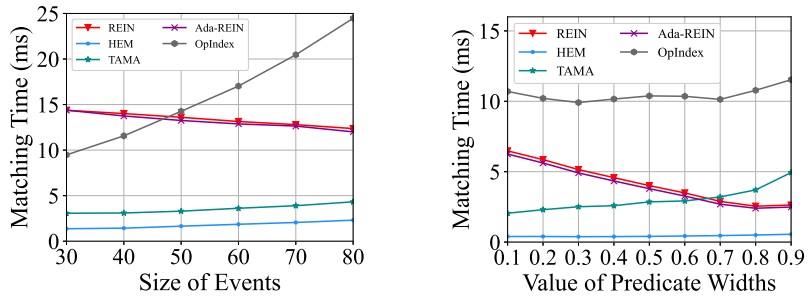 25
20
15
10
5
0
Matching Time (ms)
REIN
HEM
TAMA
Ada-REIN
OpIndex
30 40 50 60 70 80
Size of Events
15
10
5
0
Matching Time (ms)
REIN
HEM
TAMA
Ada-REIN
OpIndex
0.1 0.2 0.3 0.4 0.5 0.6 0.7 0.8 0.9
Value of Predicate Widths